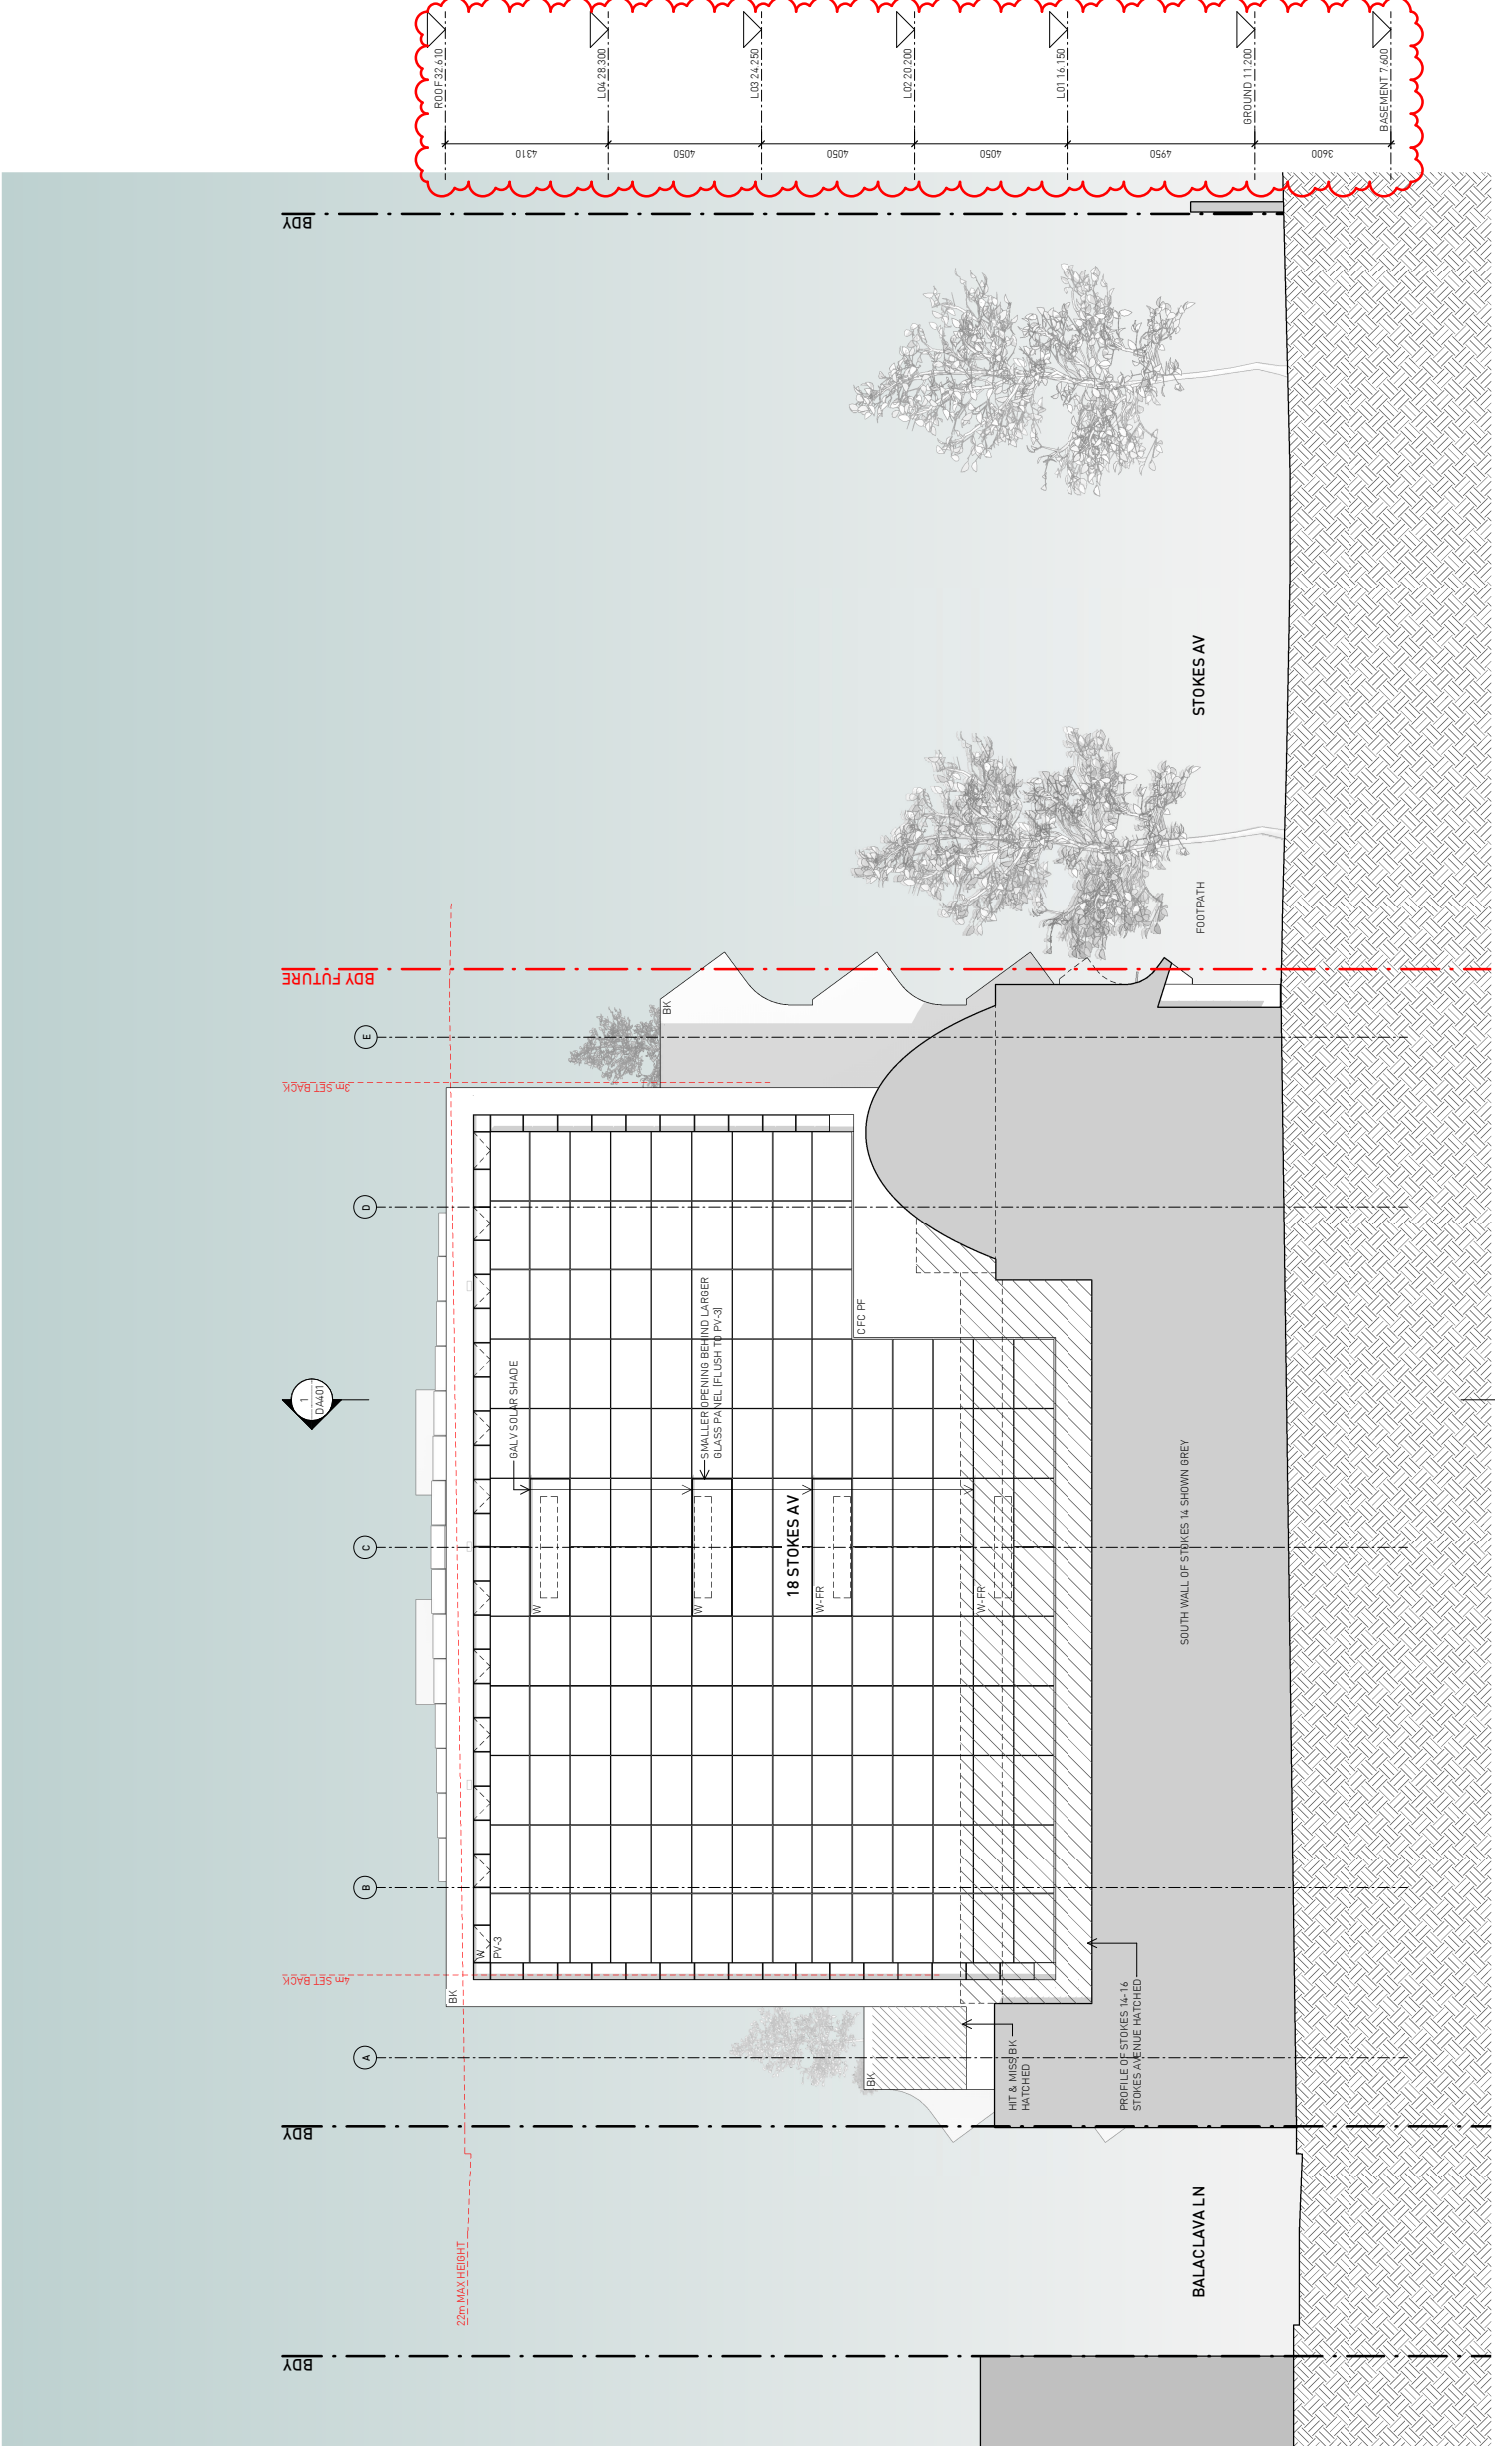 ROOF 32.610
L04 28.300
L03 24.250
L02 20.200
L01 16.150
GROUND 11.200
BASEMENT 7.600
4310
4050
4050
4050
4950
3600
BDY
STOKES AV
FOOTPATH
BDY FUTURE
E
3m SET BACK
BK
D
1
DA401
GALV SOLAR SHADE
SMALLER OPENING BEHIND LARGER
GLASS PANEL (FLUSH TO PV-3)
CFC PF
C
18 STOKES AV
W
W
W-FR
W-FR
SOUTH WALL OF STOKES 14 SHOWN GREY
B
W
PV-3
4m SET BACK
BK
A
BK
HIT & MISS BK
HATCHED
PROFILE OF STOKES 14-16
STOKES AVENUE HATCHED
BDY
22m MAX HEIGHT
BALACLAVA LN
BDY